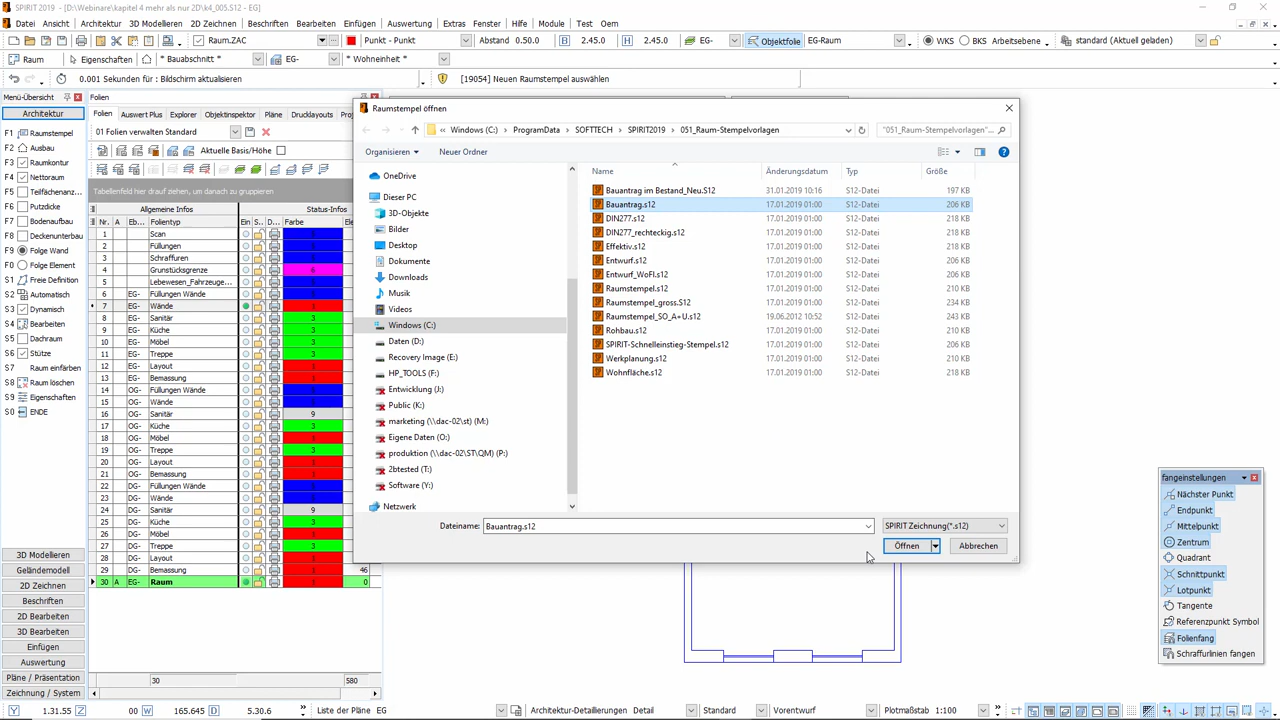 SPIRIT 2019 - [D:\Webinare\kapitel 4 mehr als nur 2D\k4_005.S12 - EG]
Datei Ansicht Architektur 3D Modellieren 2D Zeichnen Beschriften Bearbeiten Einfügen Auswertung Extras Fenster Hilfe Module Test Oem
Raum.ZAC Punkt - Punkt Abstand 0.50.0 B 2.45.0 H 2.45.0 EG- Objektfolie EG-Raum WKS BKS Arbeitsebene standard (Aktuell geladen)
Raum Eigenschaften * Bauabschnitt * EG- * Wohneinheit *
0.001 Sekunden für : Bildschirm aktualisieren [19054] Neuen Raumstempel auswählen
Menü-Übersicht
Architektur
F1 Raumstempel
F2 Ausbau
F3 Raumkontur
F4 Nettoraum
F5 Teilflächenanz...
F6 Putzdicke
F7 Bodenaufbau
F8 Deckenunterbau
F9 Folge Wand
F0 Folge Element
S1 Freie Definition
S2 Automatisch
S3 Dynamisch
S4 Bearbeiten
S5 Dachraum
S6 Stütze
S7 Raum einfärben
S8 Raum löschen
S9 Eigenschaften
S0 ENDE
3D Modellieren
Geländemodell
2D Zeichnen
Beschriften
2D Bearbeiten
3D Bearbeiten
Einfügen
Auswertung
Pläne / Präsentation
Zeichnung / System
Folien
Folien Auswert Plus Explorer Objektinspektor Pläne Drucklayouts
01 Folien verwalten Standard
Aktuelle Basis/Höhe
Tabellenfeld hier drauf ziehen, um danach zu gruppieren
Allgemeine Infos Status-Infos
Nr. A Eb... Folientyp Ein S.. D... Farbe
1 Scan
2 Füllungen
3 Schraffuren
4 Grunstücksgrenze 6
5 Lebewesen_Fahrzeuge...
6 EG- Füllungen Wände
7 EG- Wände
8 EG- Sanitär 3
9 EG- Küche 3
10 EG- Möbel 3
11 EG- Treppe 3
12 EG- Layout
13 EG- Bemassung
14 OG- Füllungen Wände
15 OG- Wände
16 OG- Sanitär 9
17 OG- Küche 3
18 OG- Möbel
19 OG- Treppe 3
20 OG- Layout
21 OG- Bemassung
22 DG- Füllungen Wände
23 DG- Wände
24 DG- Sanitär 9
25 DG- Küche 3
26 DG- Möbel
27 DG- Treppe 3
28 DG- Layout
29 DG- Bemassung 46
30 A EG- Raum 0
30 580
Raumstempel öffnen
« Windows (C:) ProgramData SOFTTECH SPIRIT2019 051_Raum-Stempelvorlagen "051_Raum-Stempelvorlagen"...
Organisieren Neuer Ordner
OneDrive
Dieser PC
3D-Objekte
Bilder
Desktop
Dokumente
Downloads
Musik
Videos
Windows (C:)
Daten (D:)
Recovery Image (E:)
HP_TOOLS (F:)
Entwicklung (J:)
Public (K:)
marketing (\\dac-02\st) (M:)
Eigene Daten (O:)
produktion (\\dac-02\ST\QM) (P:)
2btested (T:)
Software (Y:)
Netzwerk
Name Änderungsdatum Typ Größe
Bauantrag im Bestand_Neu.S12 31.01.2019 10:16 S12-Datei 197 KB
Bauantrag.s12 17.01.2019 01:00 S12-Datei 206 KB
DIN277.s12 17.01.2019 01:00 S12-Datei 218 KB
DIN277_rechteckig.s12 17.01.2019 01:00 S12-Datei 218 KB
Effektiv.s12 17.01.2019 01:00 S12-Datei 218 KB
Entwurf.s12 17.01.2019 01:00 S12-Datei 210 KB
Entwurf_WoFl.s12 17.01.2019 01:00 S12-Datei 218 KB
Raumstempel.s12 17.01.2019 01:00 S12-Datei 210 KB
Raumstempel_gross.S12 17.01.2019 01:00 S12-Datei 234 KB
Raumstempel_SO_A+U.s12 19.06.2012 10:52 S12-Datei 218 KB
Rohbau.s12 17.01.2019 01:00 S12-Datei 210 KB
SPIRIT-Schnelleinstieg-Stempel.s12 17.01.2019 01:00 S12-Datei 206 KB
Werkplanung.s12 17.01.2019 01:00 S12-Datei 210 KB
Wohnfläche.s12 17.01.2019 01:00 S12-Datei 218 KB
Dateiname: Bauantrag.s12 SPIRIT Zeichnung(*.s12)
Öffnen Abbrechen
fangeinstellungen
Nächster Punkt
Endpunkt
Mittelpunkt
Zentrum
Quadrant
Schnittpunkt
Lotpunkt
Tangente
Referenzpunkt Symbol
Folienfang
Schraffurlinien fangen
Y 1.31.55 Z 00 W 165.645 D 5.30.6 Liste der Pläne EG Architektur-Detaillierungen Detail Standard Vorentwurf Plotmaßstab 1:100